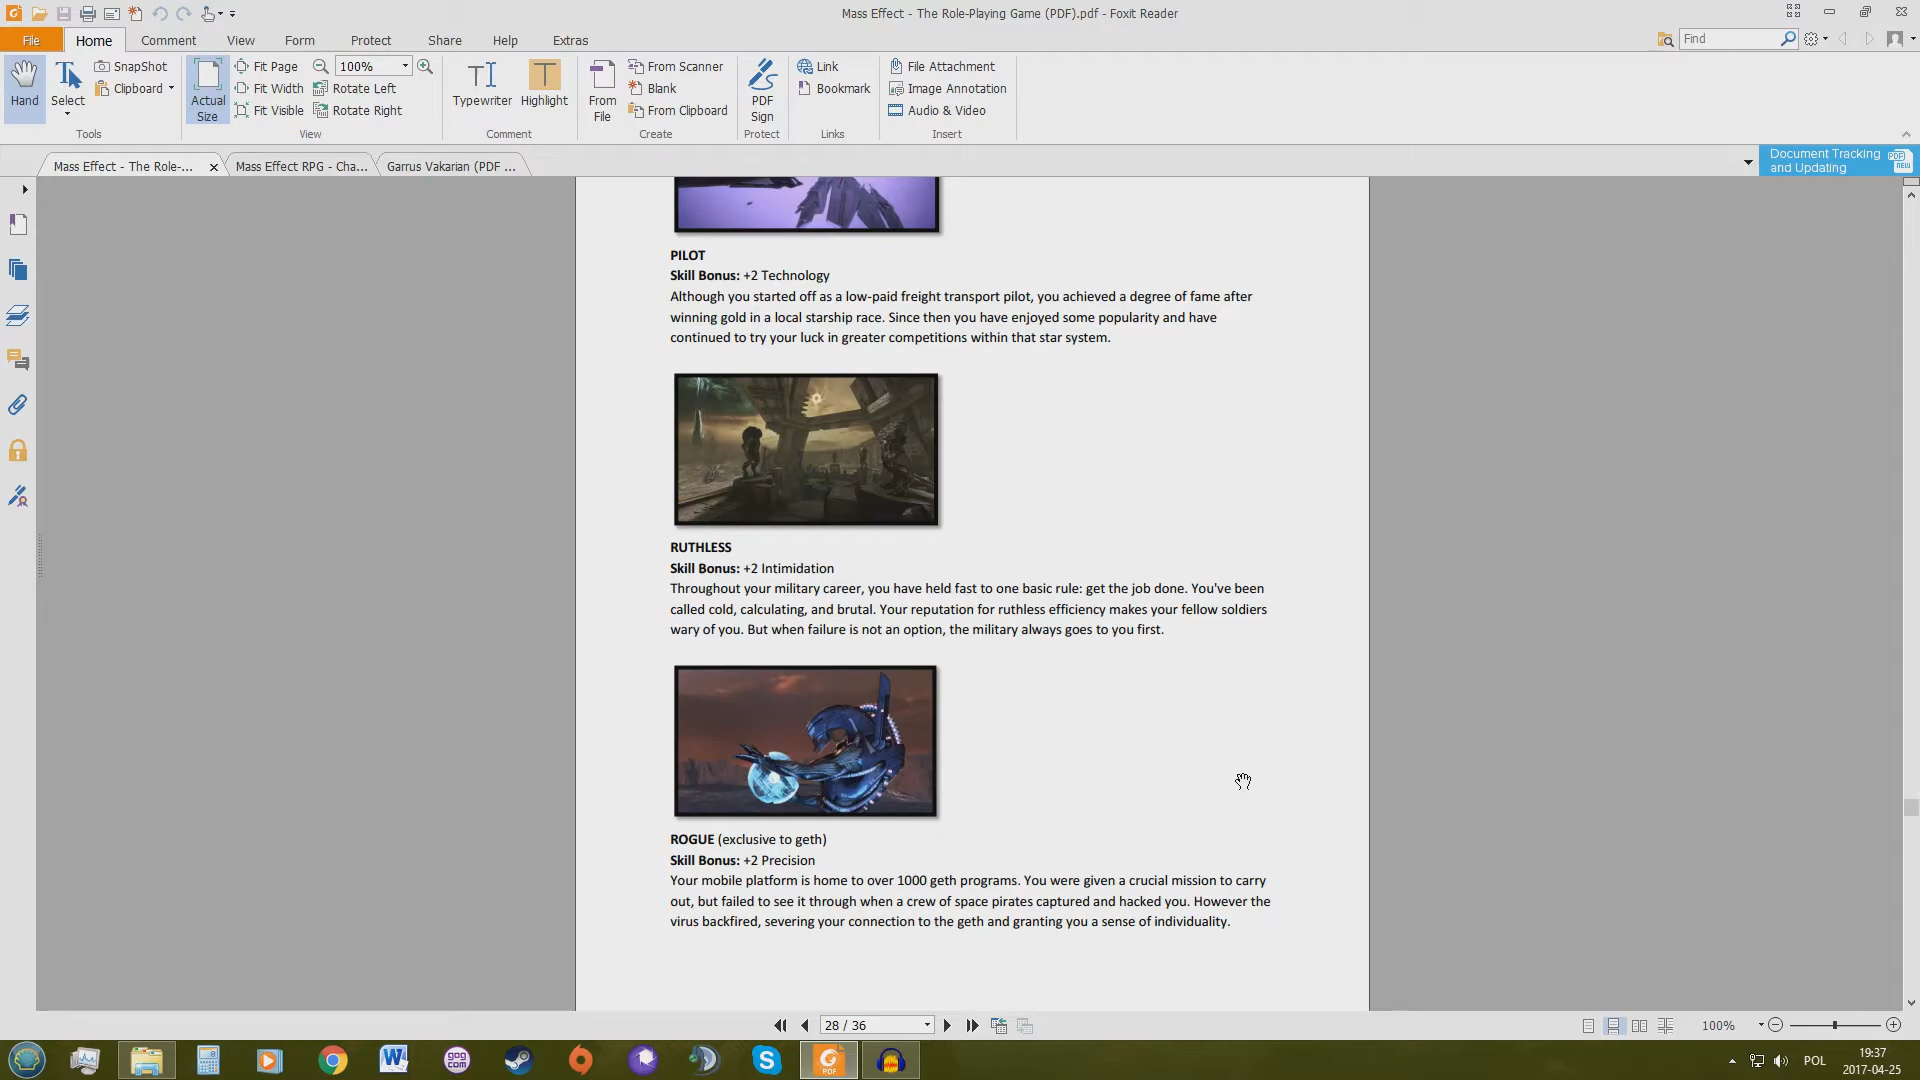 Mass Effect - The Role-Playing Game (PDF).pdf - Foxit Reader
File Home Comment View Form Protect Share Help Extras
Find
Hand
Select
SnapShot
Clipboard
Tools
Actual Size
Fit Page
Fit Width
Fit Visible
100%
Rotate Left
Rotate Right
View
Typewriter
Highlight
Comment
From File
From Scanner
Blank
From Clipboard
Create
PDF Sign
Protect
Link
Bookmark
Links
File Attachment
Image Annotation
Audio & Video
Insert
Mass Effect - The Role-... Mass Effect RPG - Cha... Garrus Vakarian (PDF ...
Document Tracking
and Updating
PILOT
Skill Bonus: +2 Technology
Although you started off as a low-paid freight transport pilot, you achieved a degree of fame after
winning gold in a local starship race. Since then you have enjoyed some popularity and have
continued to try your luck in greater competitions within that star system.
RUTHLESS
Skill Bonus: +2 Intimidation
Throughout your military career, you have held fast to one basic rule: get the job done. You've been
called cold, calculating, and brutal. Your reputation for ruthless efficiency makes your fellow soldiers
wary of you. But when failure is not an option, the military always goes to you first.
ROGUE (exclusive to geth)
Skill Bonus: +2 Precision
Your mobile platform is home to over 1000 geth programs. You were given a crucial mission to carry
out, but failed to see it through when a crew of space pirates captured and hacked you. However the
virus backfired, severing your connection to the geth and granting you a sense of individuality.
28 / 36
100%
GOG
COM
PDF
POL
19:37
2017-04-25